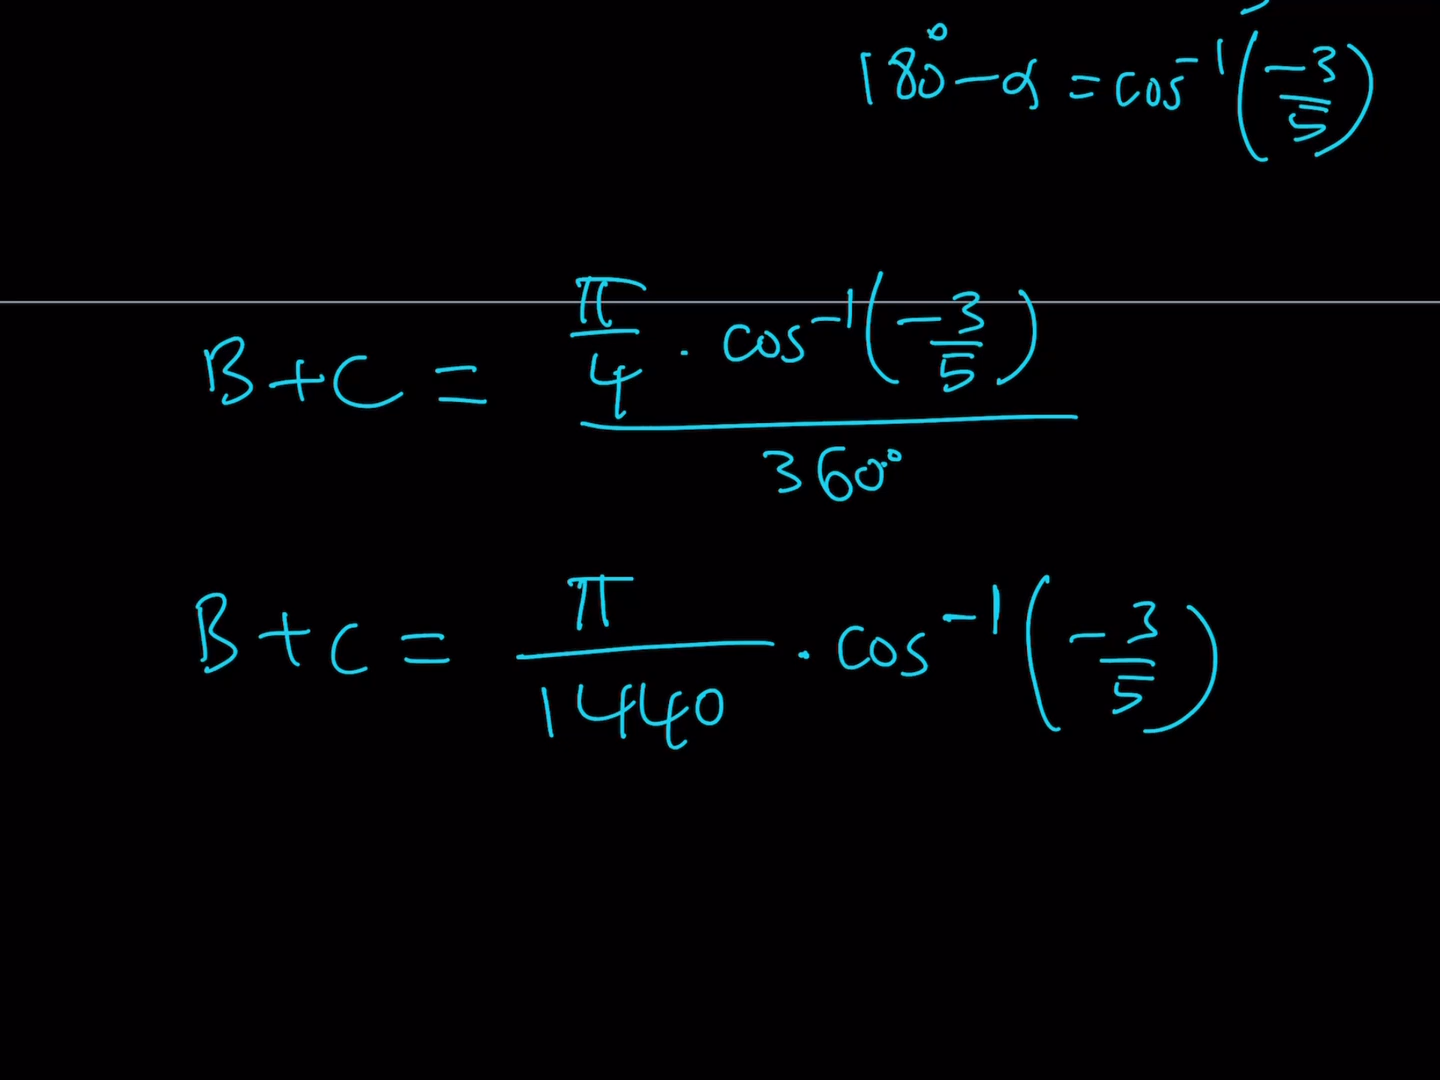 180° − α = cos⁻¹(−3/5)
B + C = (π/4 · cos⁻¹(−3/5)) / 360°
B + C = π/1440 · cos⁻¹(−3/5)